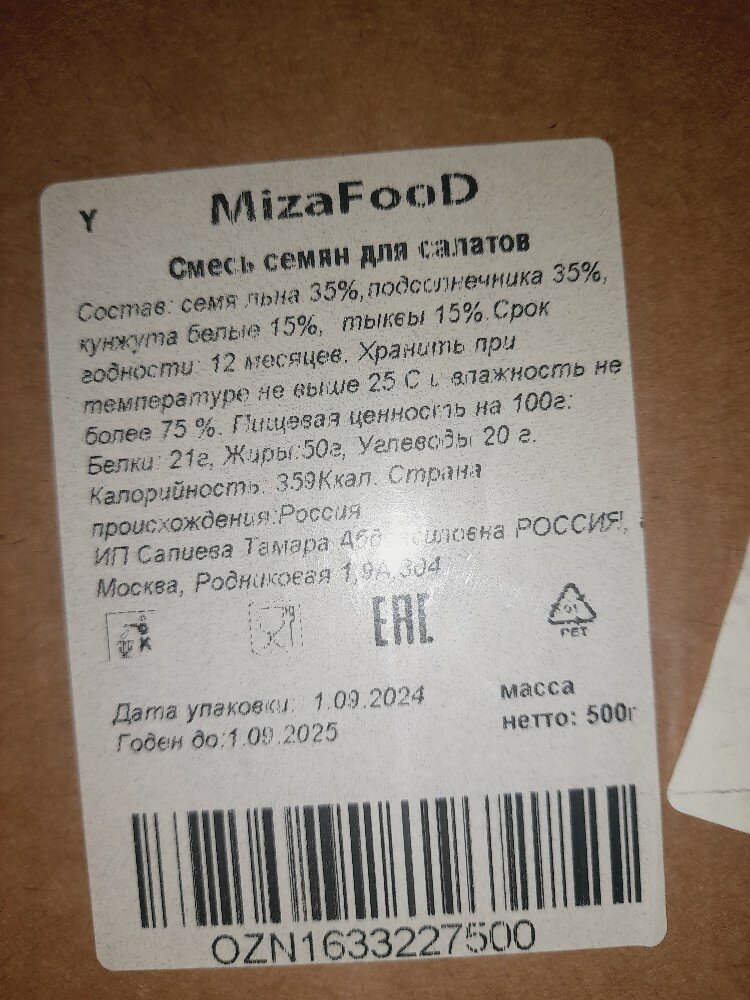 Y
MizaFooD
Смесь семян для салатов
Состав: семя льна 35%,подсолнечника 35%,
кунжута белые 15%, тыквы 15%.Срок
годности: 12 месяцев. Хранить при
температуре не выше 25 С и влажность не
более 75 %. Пищевая ценность на 100г:
Белки: 21г, Жиры:50г, Углеводы 20 г.
Калорийность: 359Ккал. Страна
происхождения:Россия
ИП Сапиева Тамара РОССИЯ,
Москва, Родниковая 1,9А,304
EAC
91
PET
Дата упаковки: 1.09.2024
Годен до:1.09.2025
масса
нетто: 500г
OZN1633227500